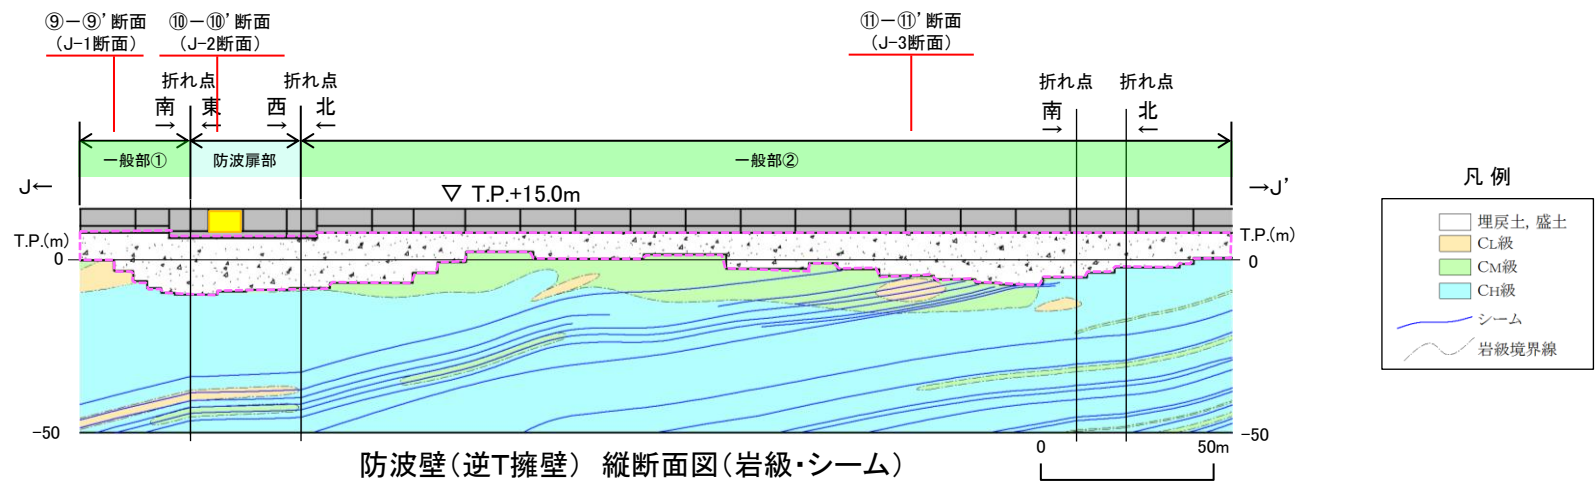 ⑨－⑨’断面
(J-1断面)
⑩－⑩’断面
(J-2断面)
⑪－⑪’断面
(J-3断面)
折れ点
折れ点
折れ点
折れ点
南
→
東
←
西
→
北
←
南
→
北
←
一般部①
防波扉部
一般部②
J←
▽ T.P.+15.0m
→J’
T.P.(m)
T.P.(m)
0
0
-50
-50
防波壁(逆T擁壁) 縦断面図(岩級・シーム)
0
50m
凡 例
埋戻土, 盛土
CL級
CM級
CH級
シーム
岩級境界線